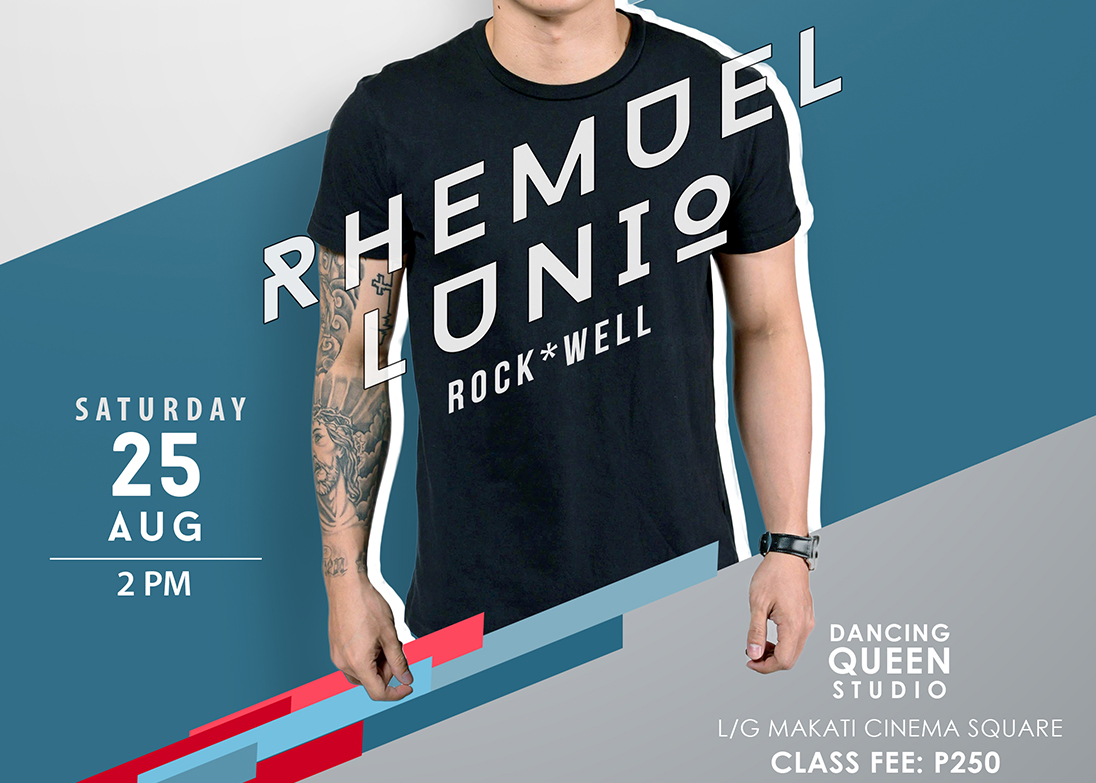 RHEMUEL
LUNIO
ROCK*WELL
SATURDAY
25
AUG
2 PM
DANCING
QUEEN
STUDIO
L/G MAKATI CINEMA SQUARE
CLASS FEE: P250